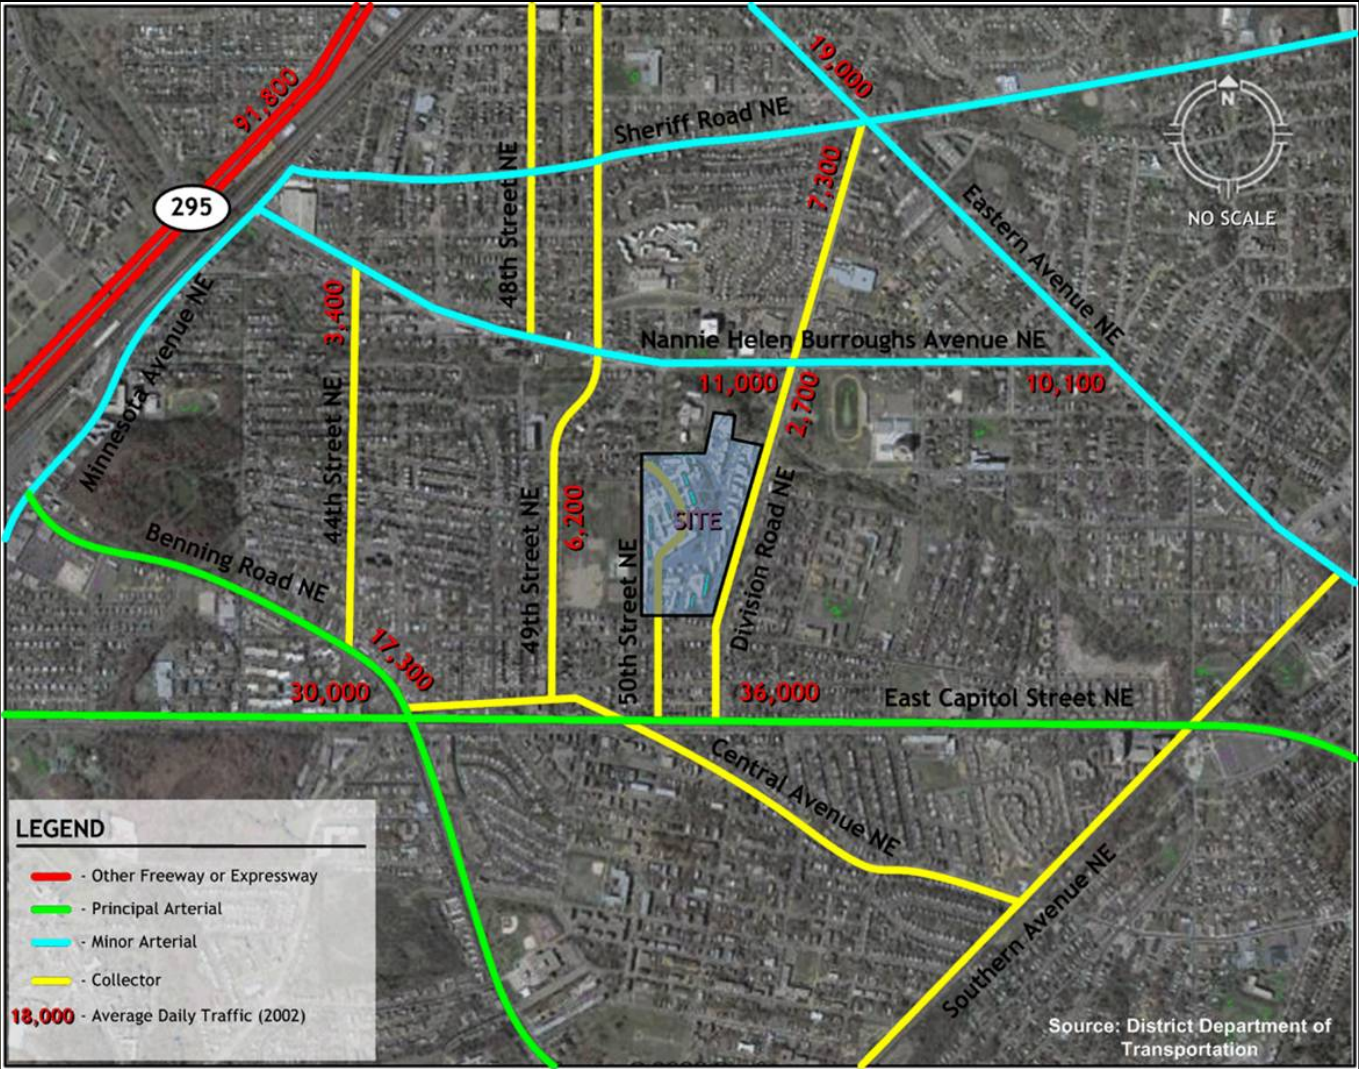 19,000
91,800
Sheriff Road NE
N
48th Street NE
7,300
295
NO SCALE
Eastern Avenue NE
3,400
Minnesota Avenue NE
Nannie Helen Burroughs Avenue NE
11,000
2,700
10,100
44th Street NE
49th Street NE
6,200
SITE
50th Street NE
Division Road NE
Benning Road NE
17,300
30,000
36,000
East Capitol Street NE
Central Avenue NE
Southern Avenue NE
LEGEND
- Other Freeway or Expressway
- Principal Arterial
- Minor Arterial
- Collector
18,000 - Average Daily Traffic (2002)
Source: District Department of
Transportation